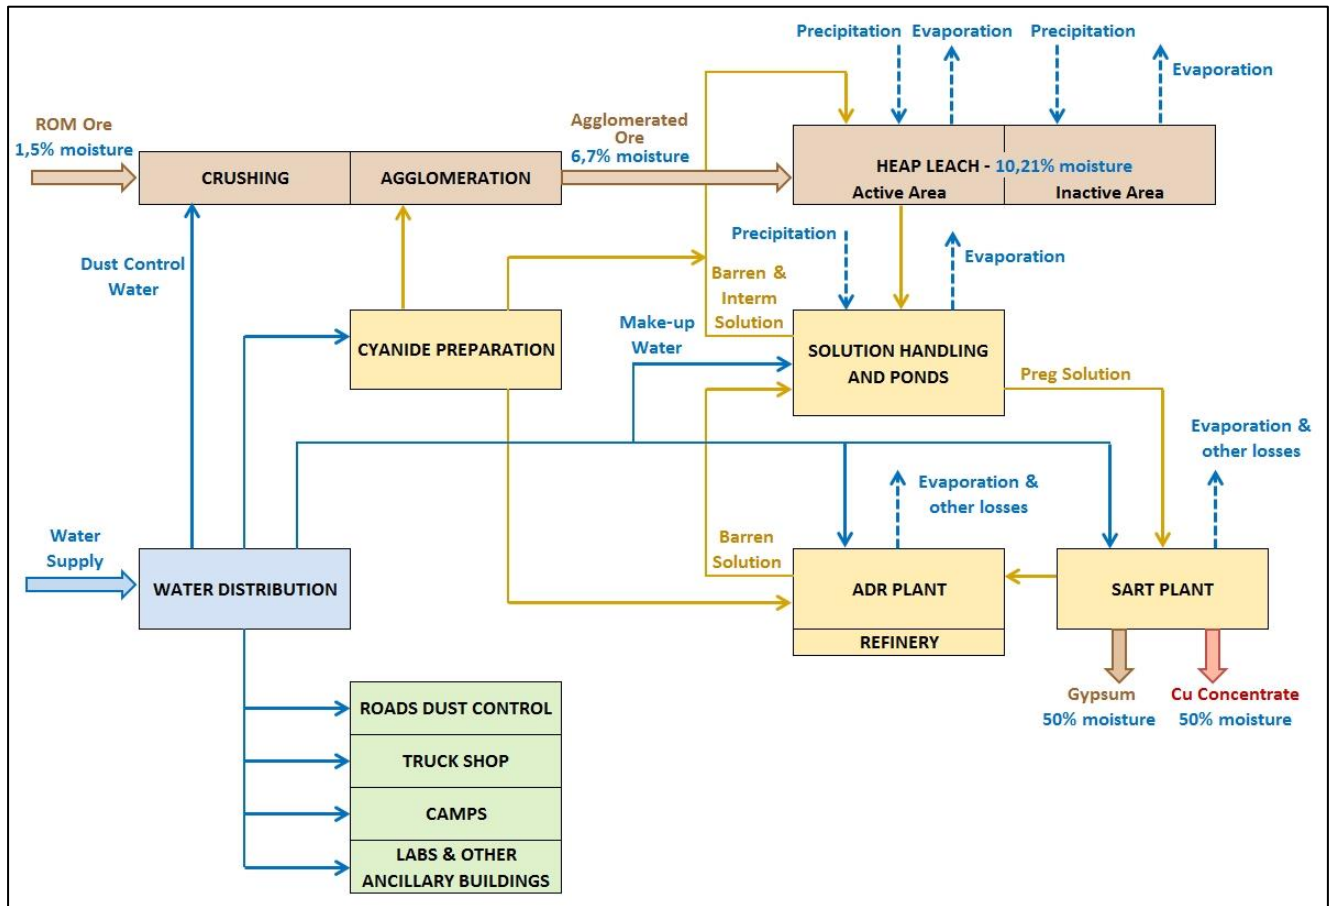 Precipitation
Evaporation
Precipitation
Evaporation
ROM Ore
1,5% moisture
CRUSHING
AGGLOMERATION
Agglomerated
Ore
6,7% moisture
HEAP LEACH - 10,21% moisture
Active Area
Inactive Area
Dust Control
Water
Precipitation
Evaporation
Barren &
Interm
Solution
CYANIDE PREPARATION
Make-up
Water
SOLUTION HANDLING
AND PONDS
Preg Solution
Evaporation &
other losses
Evaporation &
other losses
Water
Supply
WATER DISTRIBUTION
Barren
Solution
ADR PLANT
REFINERY
SART PLANT
Gypsum
50% moisture
Cu Concentrate
50% moisture
ROADS DUST CONTROL
TRUCK SHOP
CAMPS
LABS & OTHER
ANCILLARY BUILDINGS